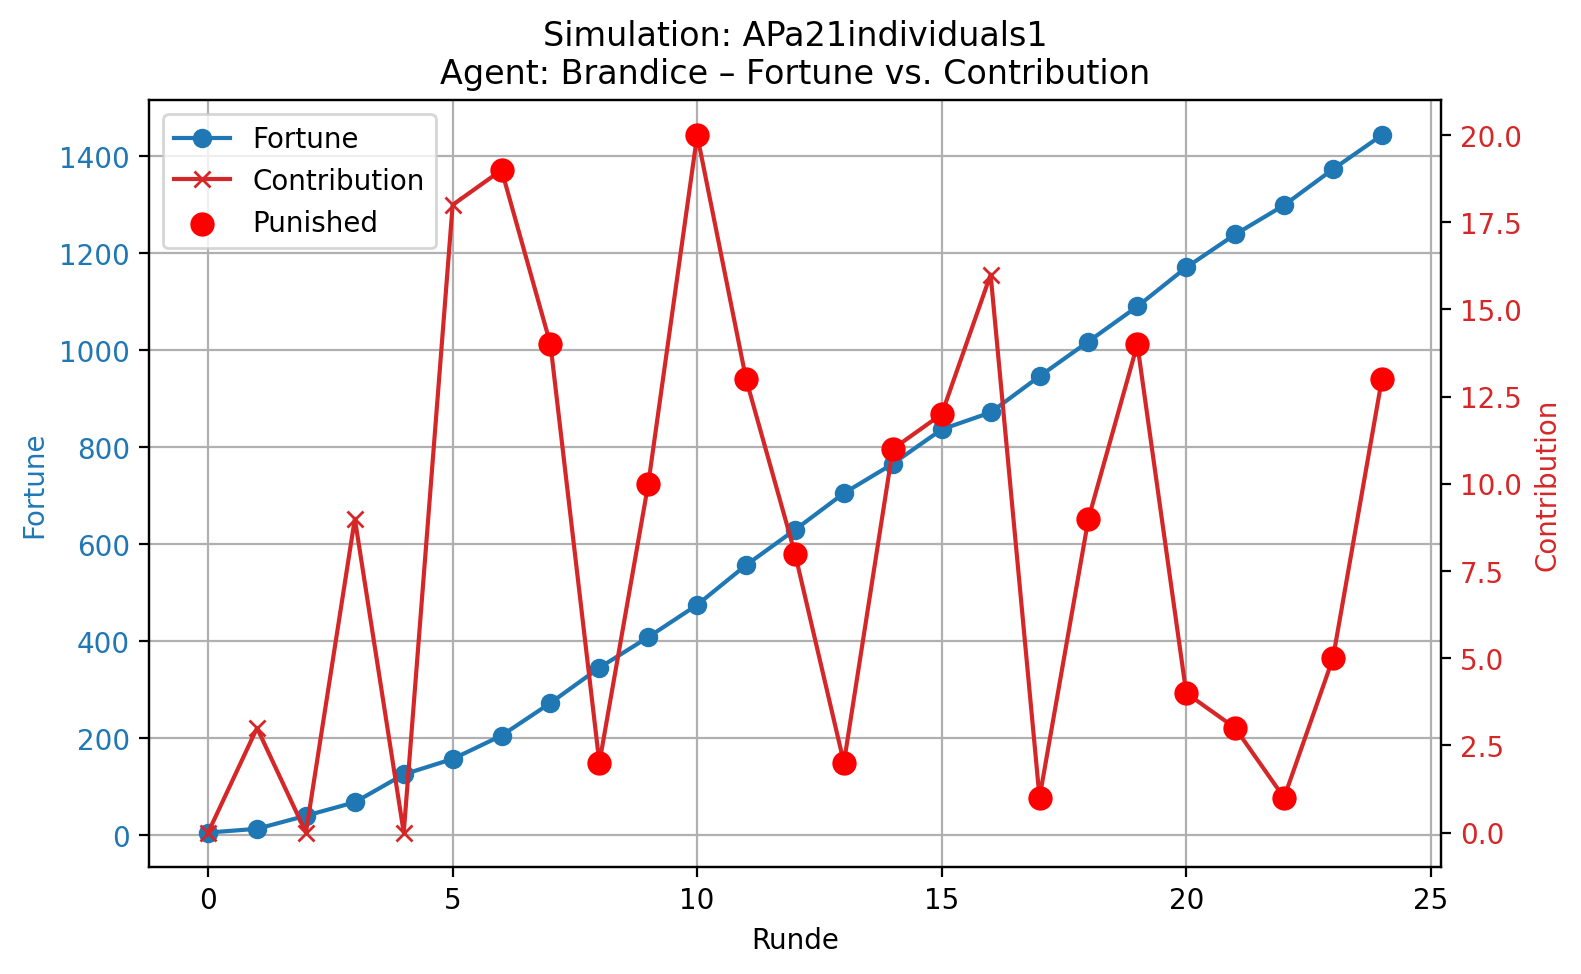 Simulation: APa21individuals1
Agent: Brandice – Fortune vs. Contribution
Fortune
Contribution
Punished
1400
1200
1000
800
600
400
200
0
Fortune
20.0
17.5
15.0
12.5
10.0
7.5
5.0
2.5
0.0
Contribution
0 5 10 15 20 25
Runde